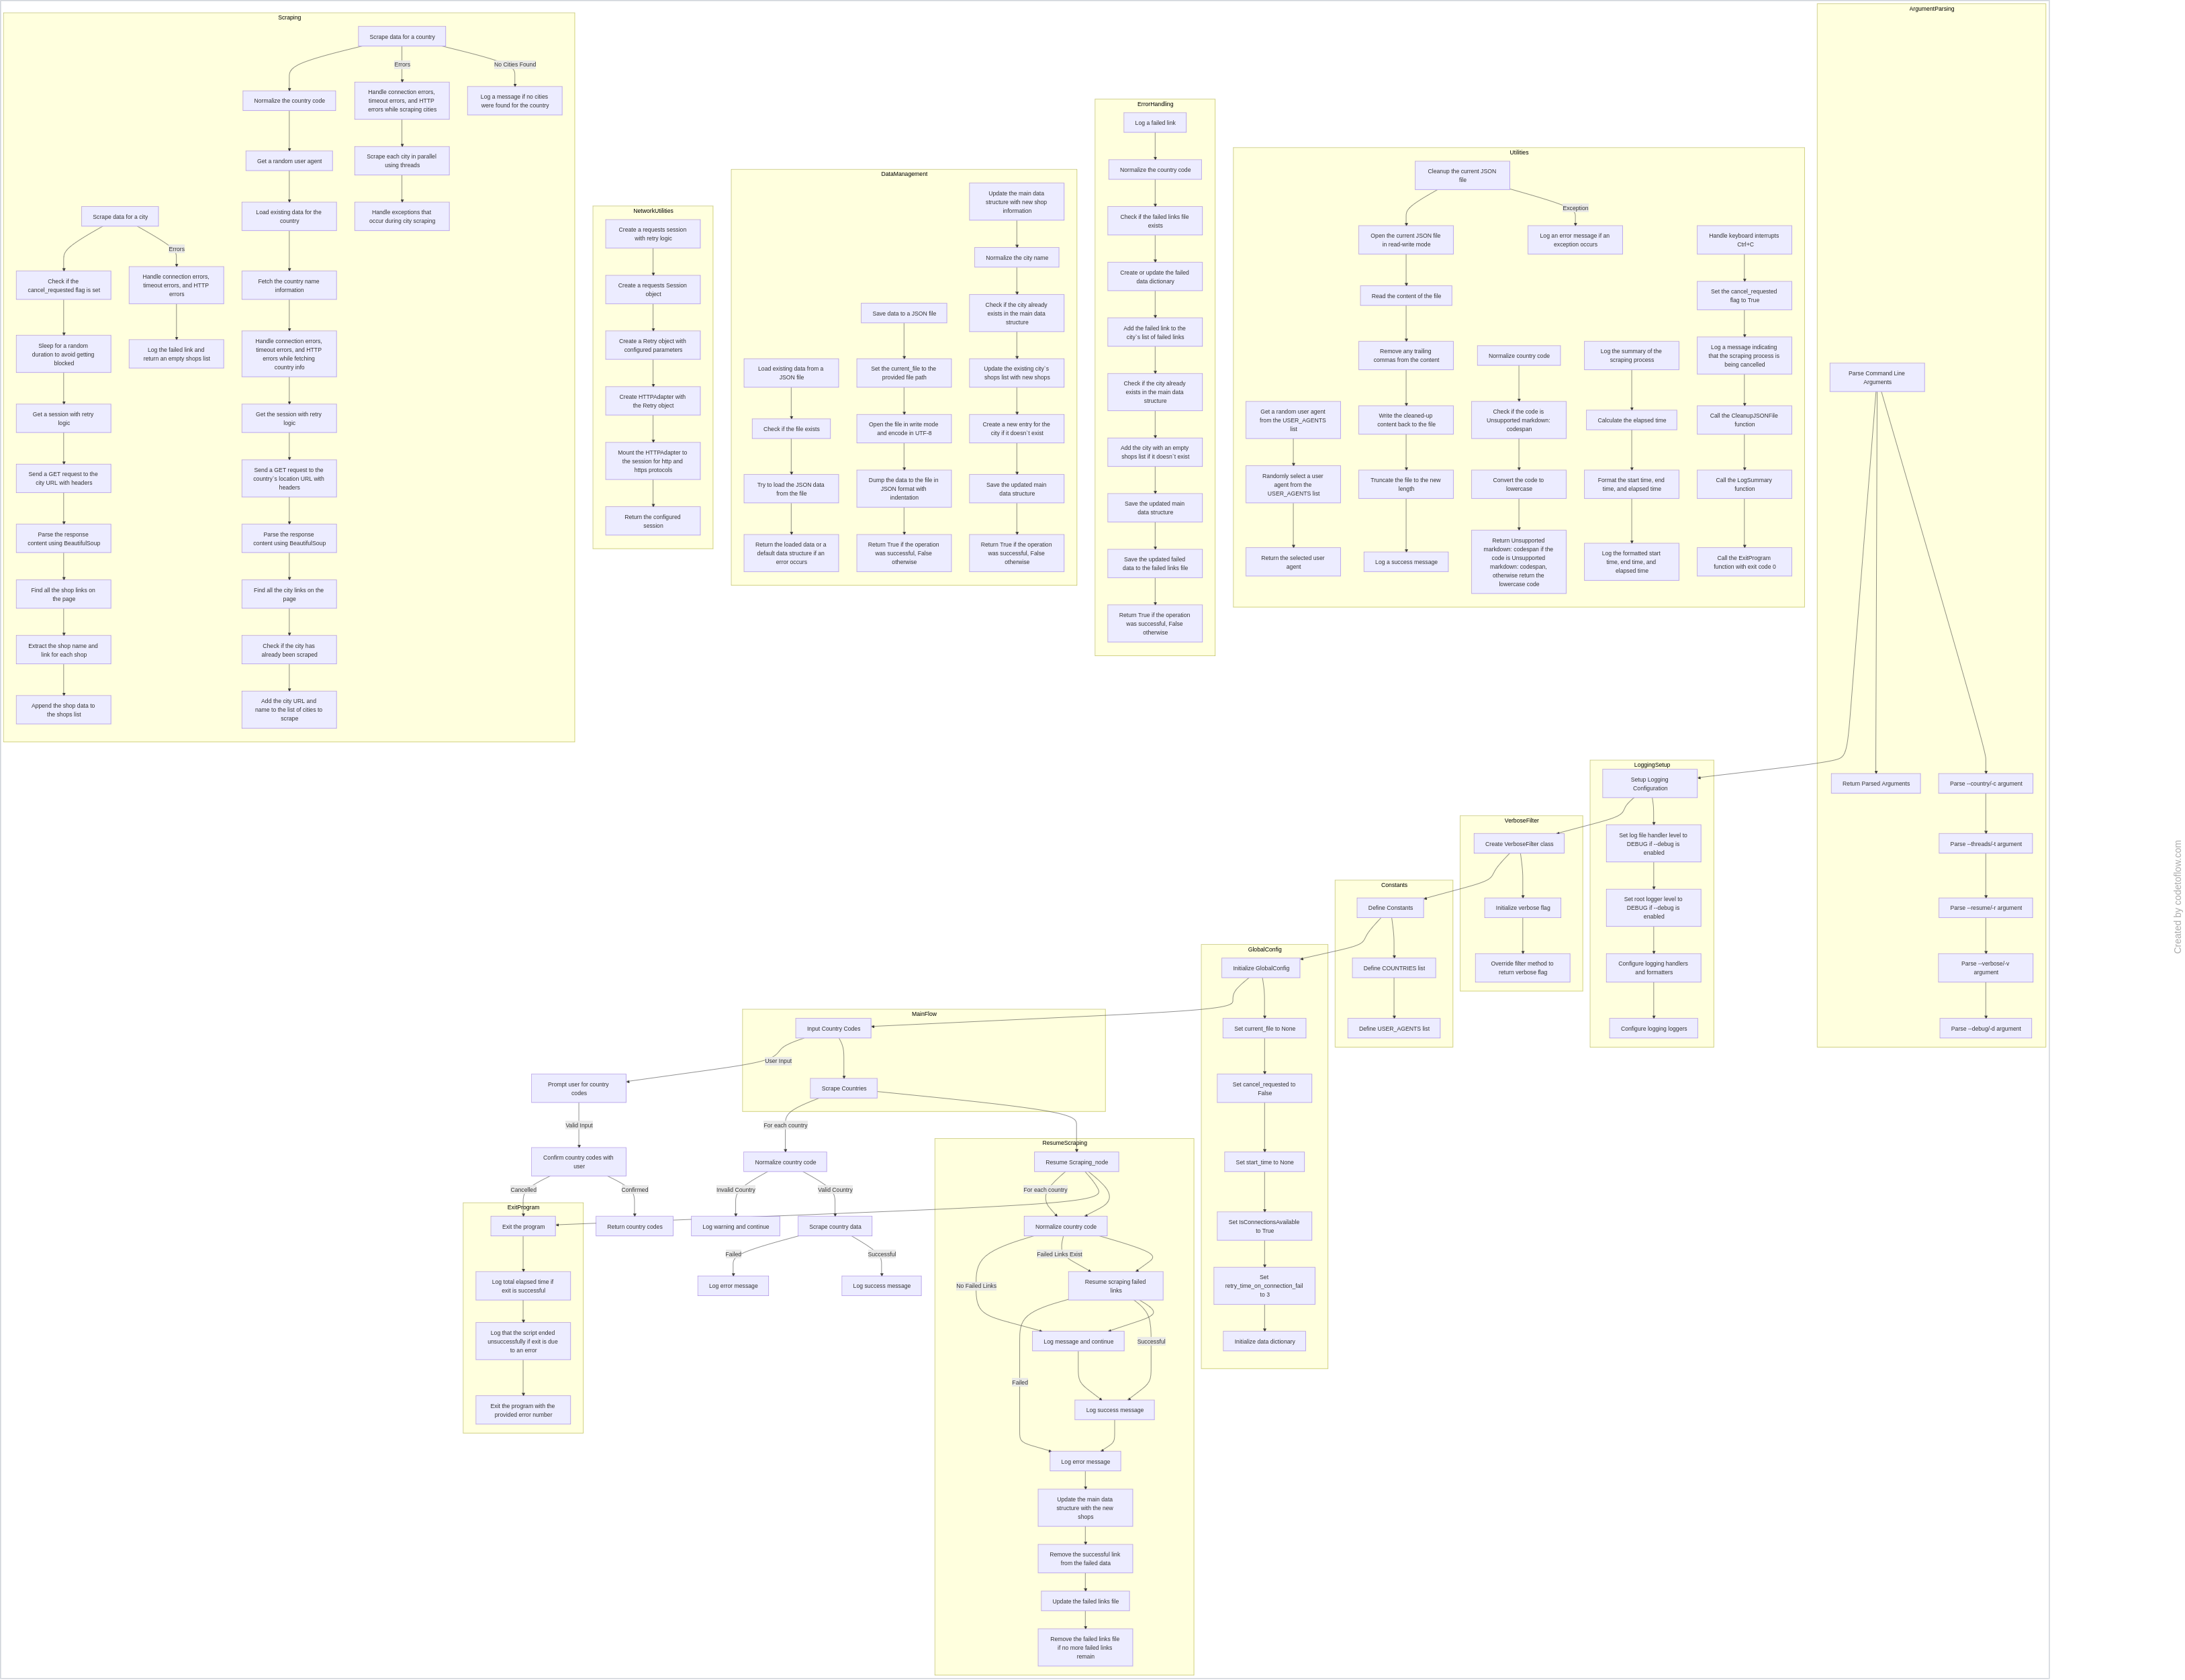 Scraping
Scrape data for a country
Errors
No Cities Found
Normalize the country code
Handle connection errors,
timeout errors, and HTTP
errors while scraping cities
Log a message if no cities
were found for the country
Get a random user agent
Scrape each city in parallel
using threads
Load existing data for the
country
Handle exceptions that
occur during city scraping
Scrape data for a city
Errors
Check if the
cancel_requested flag is set
Handle connection errors,
timeout errors, and HTTP
errors
Fetch the country name
information
Sleep for a random
duration to avoid getting
blocked
Log the failed link and
return an empty shops list
Handle connection errors,
timeout errors, and HTTP
errors while fetching
country info
Get a session with retry
logic
Get the session with retry
logic
Send a GET request to the
city URL with headers
Send a GET request to the
country`s location URL with
headers
Parse the response
content using BeautifulSoup
Parse the response
content using BeautifulSoup
Find all the shop links on
the page
Find all the city links on the
page
Extract the shop name and
link for each shop
Check if the city has
already been scraped
Append the shop data to
the shops list
Add the city URL and
name to the list of cities to
scrape
NetworkUtilities
Create a requests session
with retry logic
Create a requests Session
object
Create a Retry object with
configured parameters
Create HTTPAdapter with
the Retry object
Mount the HTTPAdapter to
the session for http and
https protocols
Return the configured
session
DataManagement
Load existing data from a
JSON file
Check if the file exists
Try to load the JSON data
from the file
Return the loaded data or a
default data structure if an
error occurs
Save data to a JSON file
Set the current_file to the
provided file path
Open the file in write mode
and encode in UTF-8
Dump the data to the file in
JSON format with
indentation
Return True if the operation
was successful, False
otherwise
Update the main data
structure with new shop
information
Normalize the city name
Check if the city already
exists in the main data
structure
Update the existing city`s
shops list with new shops
Create a new entry for the
city if it doesn`t exist
Save the updated main
data structure
Return True if the operation
was successful, False
otherwise
ErrorHandling
Log a failed link
Normalize the country code
Check if the failed links file
exists
Create or update the failed
data dictionary
Add the failed link to the
city`s list of failed links
Check if the city already
exists in the main data
structure
Add the city with an empty
shops list if it doesn`t exist
Save the updated main
data structure
Save the updated failed
data to the failed links file
Return True if the operation
was successful, False
otherwise
Utilities
Get a random user agent
from the USER_AGENTS
list
Randomly select a user
agent from the
USER_AGENTS list
Return the selected user
agent
Cleanup the current JSON
file
Exception
Open the current JSON file
in read-write mode
Log an error message if an
exception occurs
Read the content of the file
Remove any trailing
commas from the content
Write the cleaned-up
content back to the file
Truncate the file to the new
length
Log a success message
Normalize country code
Check if the code is
Unsupported markdown:
codespan
Convert the code to
lowercase
Return Unsupported
markdown: codespan if the
code is Unsupported
markdown: codespan,
otherwise return the
lowercase code
Log the summary of the
scraping process
Calculate the elapsed time
Format the start time, end
time, and elapsed time
Log the formatted start
time, end time, and
elapsed time
Handle keyboard interrupts
Ctrl+C
Set the cancel_requested
flag to True
Log a message indicating
that the scraping process is
being cancelled
Call the CleanupJSONFile
function
Call the LogSummary
function
Call the ExitProgram
function with exit code 0
ArgumentParsing
Parse Command Line
Arguments
Return Parsed Arguments
Parse --country/-c argument
Parse --threads/-t argument
Parse --resume/-r argument
Parse --verbose/-v
argument
Parse --debug/-d argument
LoggingSetup
Setup Logging
Configuration
Set log file handler level to
DEBUG if --debug is
enabled
Set root logger level to
DEBUG if --debug is
enabled
Configure logging handlers
and formatters
Configure logging loggers
VerboseFilter
Create VerboseFilter class
Initialize verbose flag
Override filter method to
return verbose flag
Constants
Define Constants
Define COUNTRIES list
Define USER_AGENTS list
GlobalConfig
Initialize GlobalConfig
Set current_file to None
Set cancel_requested to
False
Set start_time to None
Set isConnectionsAvailable
to True
Set
retry_time_on_connection_fail
to 3
Initialize data dictionary
MainFlow
Input Country Codes
User Input
Scrape Countries
Prompt user for country
codes
Valid Input
Confirm country codes with
user
Cancelled
Confirmed
Return country codes
For each country
Normalize country code
Invalid Country
Valid Country
Log warning and continue
Scrape country data
Failed
Successful
Log error message
Log success message
ExitProgram
Exit the program
Log total elapsed time if
exit is successful
Log that the script ended
unsuccessfully if exit is due
to an error
Exit the program with the
provided error number
ResumeScraping
Resume Scraping_node
For each country
Normalize country code
Failed Links Exist
No Failed Links
Resume scraping failed
links
Log message and continue
Successful
Failed
Log success message
Log error message
Update the main data
structure with the new
shops
Remove the successful link
from the failed data
Update the failed links file
Remove the failed links file
if no more failed links
remain
Created by codetoflow.com